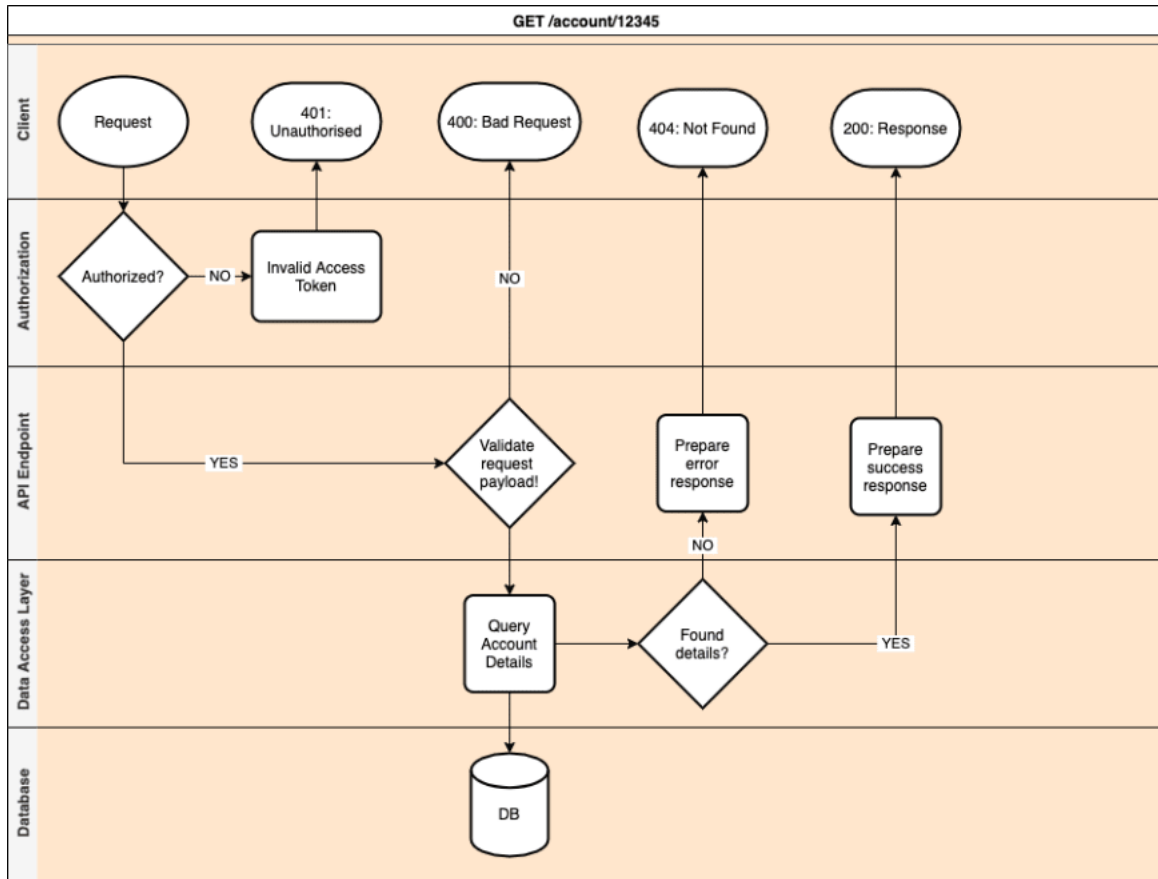 GET /account/12345
Client
Request
401:
Unauthorised
400: Bad Request
404: Not Found
200: Response
Authorization
Authorized?
NO
Invalid Access
Token
NO
API Endpoint
YES
Validate
request
payload!
Prepare
error
response
Prepare
success
response
NO
Data Access Layer
Query
Account
Details
Found
details?
YES
Database
DB